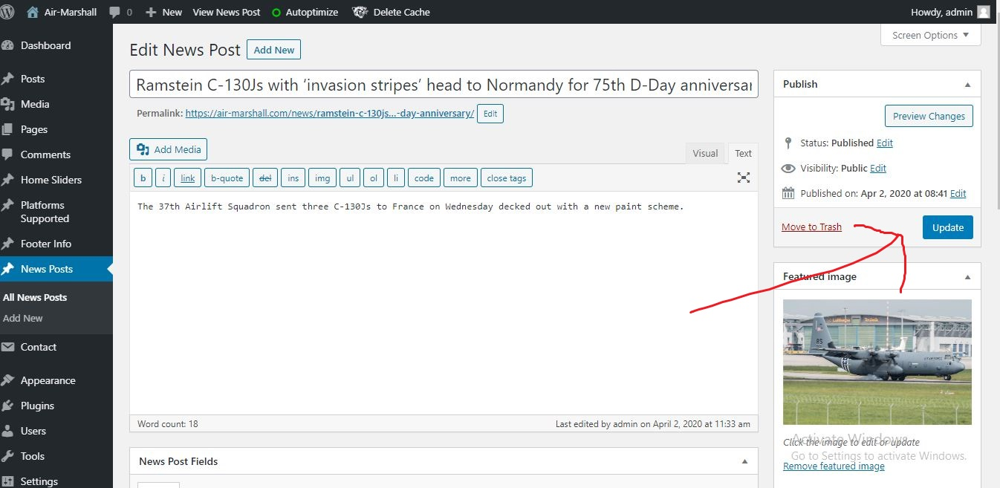 Air-Marshall 0 New View News Post Autoptimize Delete Cache Howdy, admin
Screen Options
Dashboard
Posts
Media
Pages
Comments
Home Sliders
Platforms
Supported
Footer Info
News Posts
All News Posts
Add New
Contact
Appearance
Plugins
Users
Tools
Settings
Edit News Post Add New
Ramstein C-130Js with ‘invasion stripes’ head to Normandy for 75th D-Day anniversar
Permalink: https://air-marshall.com/news/ramstein-c-130js...-day-anniversary/ Edit
Add Media Visual Text
b i link b-quote del ins img ul ol li code more close tags
The 37th Airlift Squadron sent three C-130Js to France on Wednesday decked out with a new paint scheme.
Word count: 18 Last edited by admin on April 2, 2020 at 11:33 am
News Post Fields
Publish
Preview Changes
Status: Published Edit
Visibility: Public Edit
Published on: Apr 2, 2020 at 08:41 Edit
Move to Trash Update
Featured image
Lufthansa Technik
RS
U.S. AIR FORCE
Click the image to edit or update
Activate Windows
Go to Settings to activate Windows.
Remove featured image